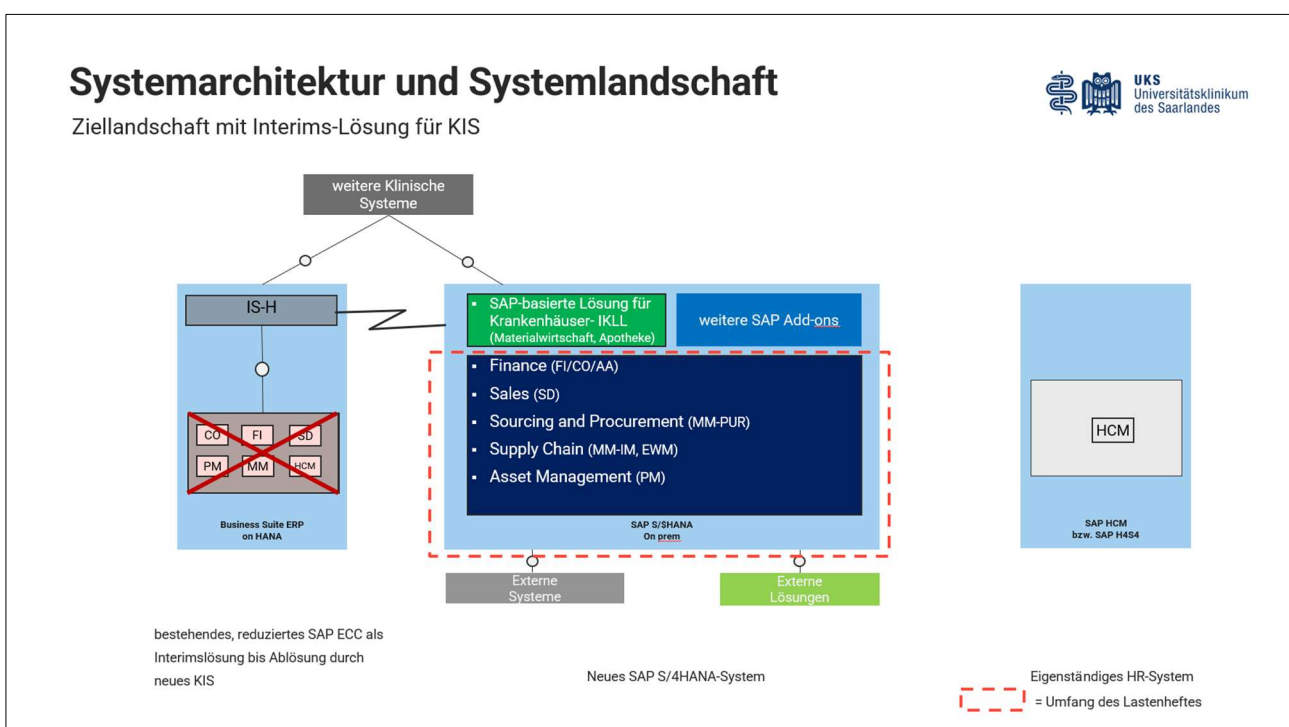 Systemarchitektur und Systemlandschaft
Ziellandschaft mit Interims-Lösung für KIS
UKS
Universitätsklinikum
des Saarlandes
weitere Klinische
Systeme
IS-H
▪ SAP-basierte Lösung für
Krankenhäuser- IKLL
(Materialwirtschaft, Apotheke)
weitere SAP Add-ons
▪ Finance (FI/CO/AA)
▪ Sales (SD)
▪ Sourcing and Procurement (MM-PUR)
▪ Supply Chain (MM-IM, EWM)
▪ Asset Management (PM)
CO FI SD
PM MM HCM
HCM
Business Suite ERP
on HANA
SAP S/$HANA
On prem
SAP HCM
bzw. SAP H4S4
Externe
Systeme
Externe
Lösungen
bestehendes, reduziertes SAP ECC als
Interimslösung bis Ablösung durch
neues KIS
Neues SAP S/4HANA-System
Eigenständiges HR-System
= Umfang des Lastenheftes